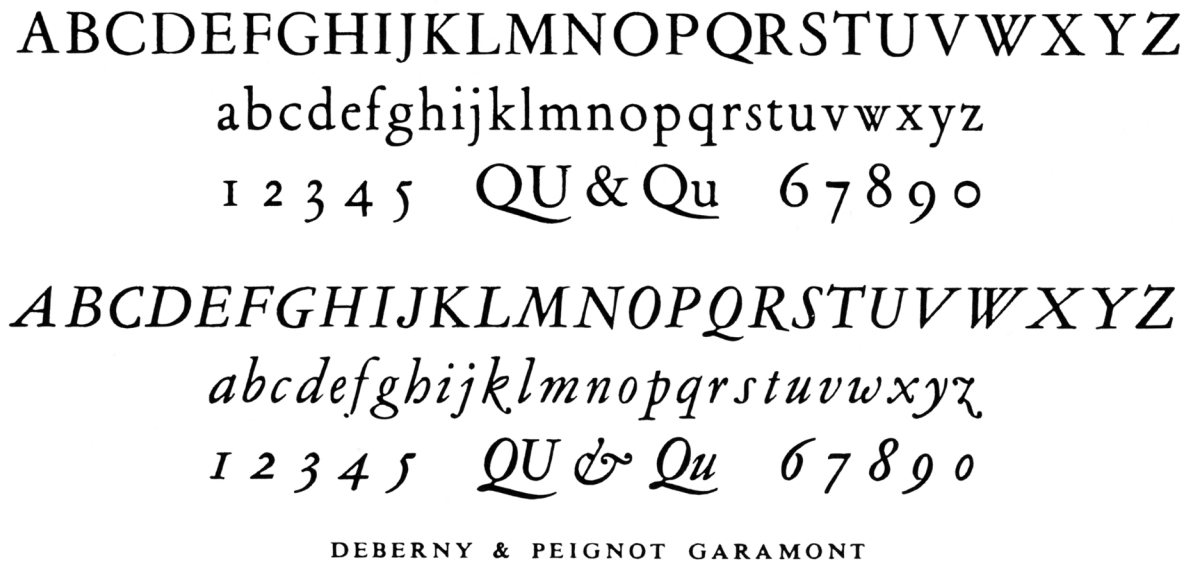 ABCDEFGHIJKLMNOPQRSTUVWXYZ
abcdefghijklmnopqrstuvwxyz
1 2 3 4 5 QU & Qu 6 7 8 9 0
ABCDEFGHIJKLMNOPQRSTUVWXYZ
abcdefghijklmnopqrstuvwxyz
1 2 3 4 5 QU & Qu 6 7 8 9 0
DEBERNY & PEIGNOT GARAMONT